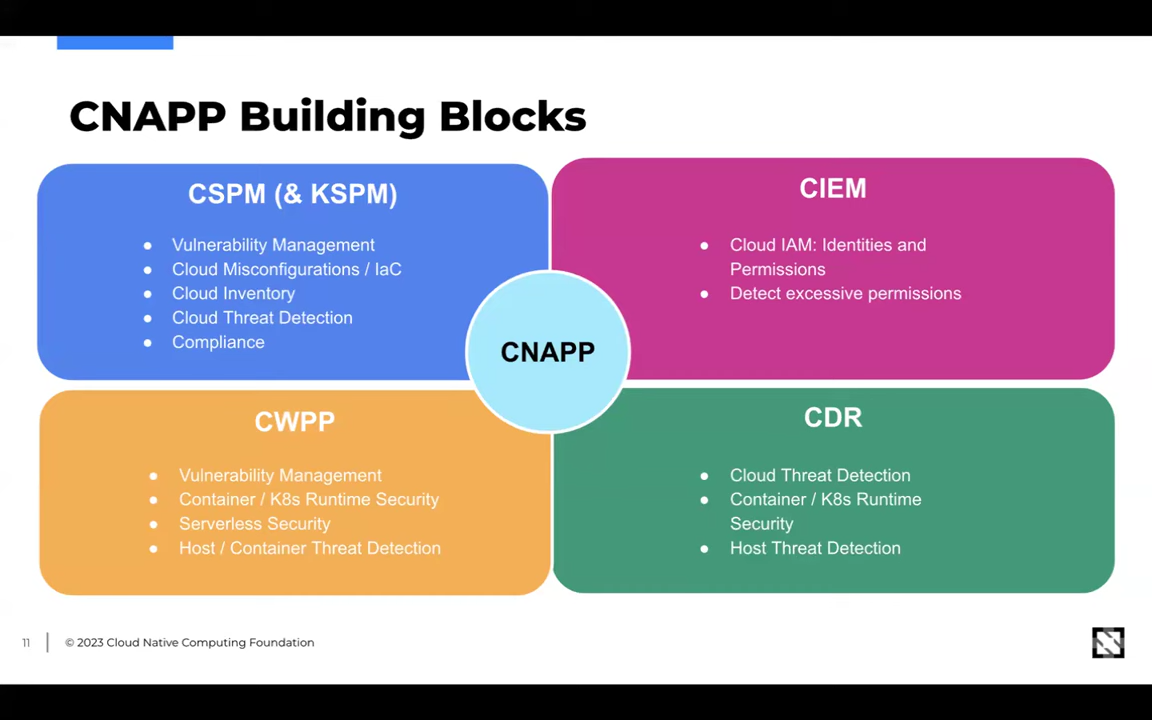 CNAPP Building Blocks
CSPM (& KSPM)
● Vulnerability Management
● Cloud Misconfigurations / IaC
● Cloud Inventory
● Cloud Threat Detection
● Compliance
CIEM
● Cloud IAM: Identities and
Permissions
● Detect excessive permissions
CNAPP
CWPP
● Vulnerability Management
● Container / K8s Runtime Security
● Serverless Security
● Host / Container Threat Detection
CDR
● Cloud Threat Detection
● Container / K8s Runtime
Security
● Host Threat Detection
11 | © 2023 Cloud Native Computing Foundation